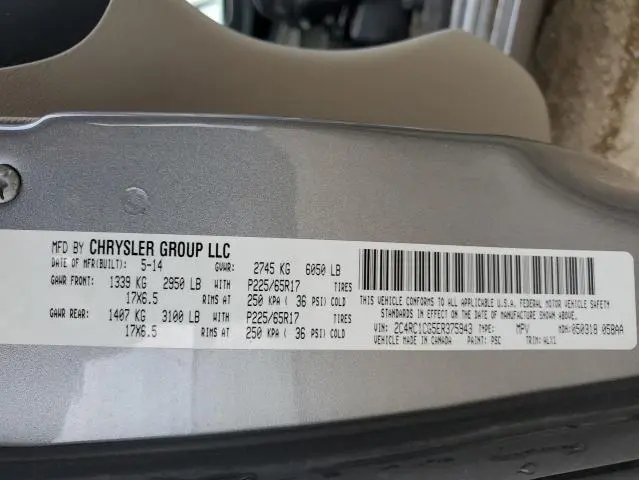 MFD BY CHRYSLER GROUP LLC
DATE OF MFR(BUILT): 5-14 GVWR: 2745 KG 6050 LB
GAWR FRONT: 1339 KG 2950 LB WITH P225/65R17 TIRES
17X6.5 RIMS AT 250 KPA ( 36 PSI) COLD
GAWR REAR: 1407 KG 3100 LB WITH P225/65R17 TIRES
17X6.5 RIMS AT 250 KPA ( 36 PSI) COLD
THIS VEHICLE CONFORMS TO ALL APPLICABLE U.S.A. FEDERAL MOTOR VEHICLE SAFETY
STANDARDS IN EFFECT ON THE DATE OF MANUFACTURE SHOWN ABOVE.
VIN: 2C4RC1CG5ER375943 TYPE: MPV MDH: 050318 058AA
VEHICLE MADE IN CANADA PAINT: PSC TRIM: ALX1